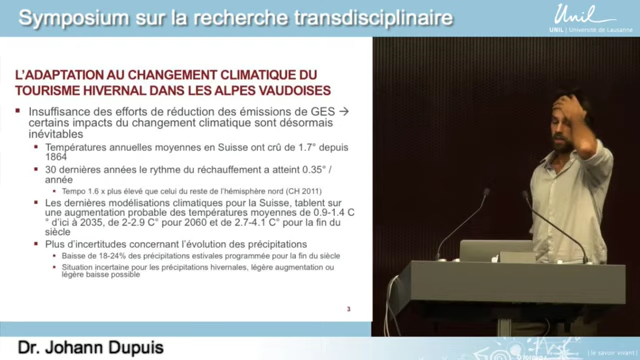 Symposium sur la recherche transdisciplinaire
Unil
UNIL | Université de Lausanne
L'ADAPTATION AU CHANGEMENT CLIMATIQUE DU
TOURISME HIVERNAL DANS LES ALPES VAUDOISES
Insuffisance des efforts de réduction des émissions de GES →
certains impacts du changement climatique sont désormais
inévitables
Températures annuelles moyennes en Suisse ont crû de 1.7° depuis
1864
30 dernières années le rythme du réchauffement a atteint 0.35° /
année
Tempo 1.6 x plus élevé que celui du reste de l'hémisphère nord (CH 2011)
Les dernières modélisations climatiques pour la Suisse, tablent sur
une augmentation probable des températures moyennes de 0.9-1.4 C
° d'ici à 2035, de 2-2.9 C° pour 2060 et de 2.7-4.1 C° pour la fin du
siècle
Plus d'incertitudes concernant l'évolution des précipitations
Baisse de 18-24% des précipitations estivales programmée pour la fin du siècle
Situation incertaine pour les précipitations hivernales, légère augmentation ou
légère baisse possible
3
Dr. Johann Dupuis
| le savoir vivant |